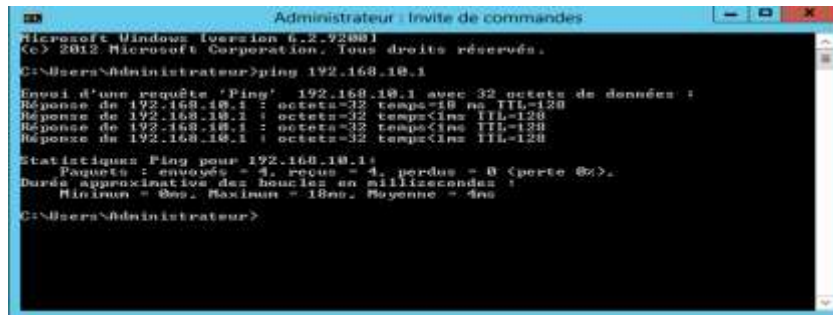 Administrateur : Invite de commandes
Microsoft Windows [version 6.2.9200]
(c) 2012 Microsoft Corporation. Tous droits réservés.
C:\Users\Administrateur>ping 192.168.10.1
Envoi d'une requête 'Ping'  192.168.10.1 avec 32 octets de données :
Réponse de 192.168.10.1 : octets=32 temps=18 ms TTL=128
Réponse de 192.168.10.1 : octets=32 temps<1ms TTL=128
Réponse de 192.168.10.1 : octets=32 temps<1ms TTL=128
Réponse de 192.168.10.1 : octets=32 temps<1ms TTL=128
Statistiques Ping pour 192.168.10.1:
Paquets : envoyés = 4, reçus = 4, perdus = 0 (perte 0%),
Durée approximative des boucles en millisecondes :
Minimum = 0ms, Maximum = 18ms, Moyenne = 4ms
C:\Users\Administrateur>